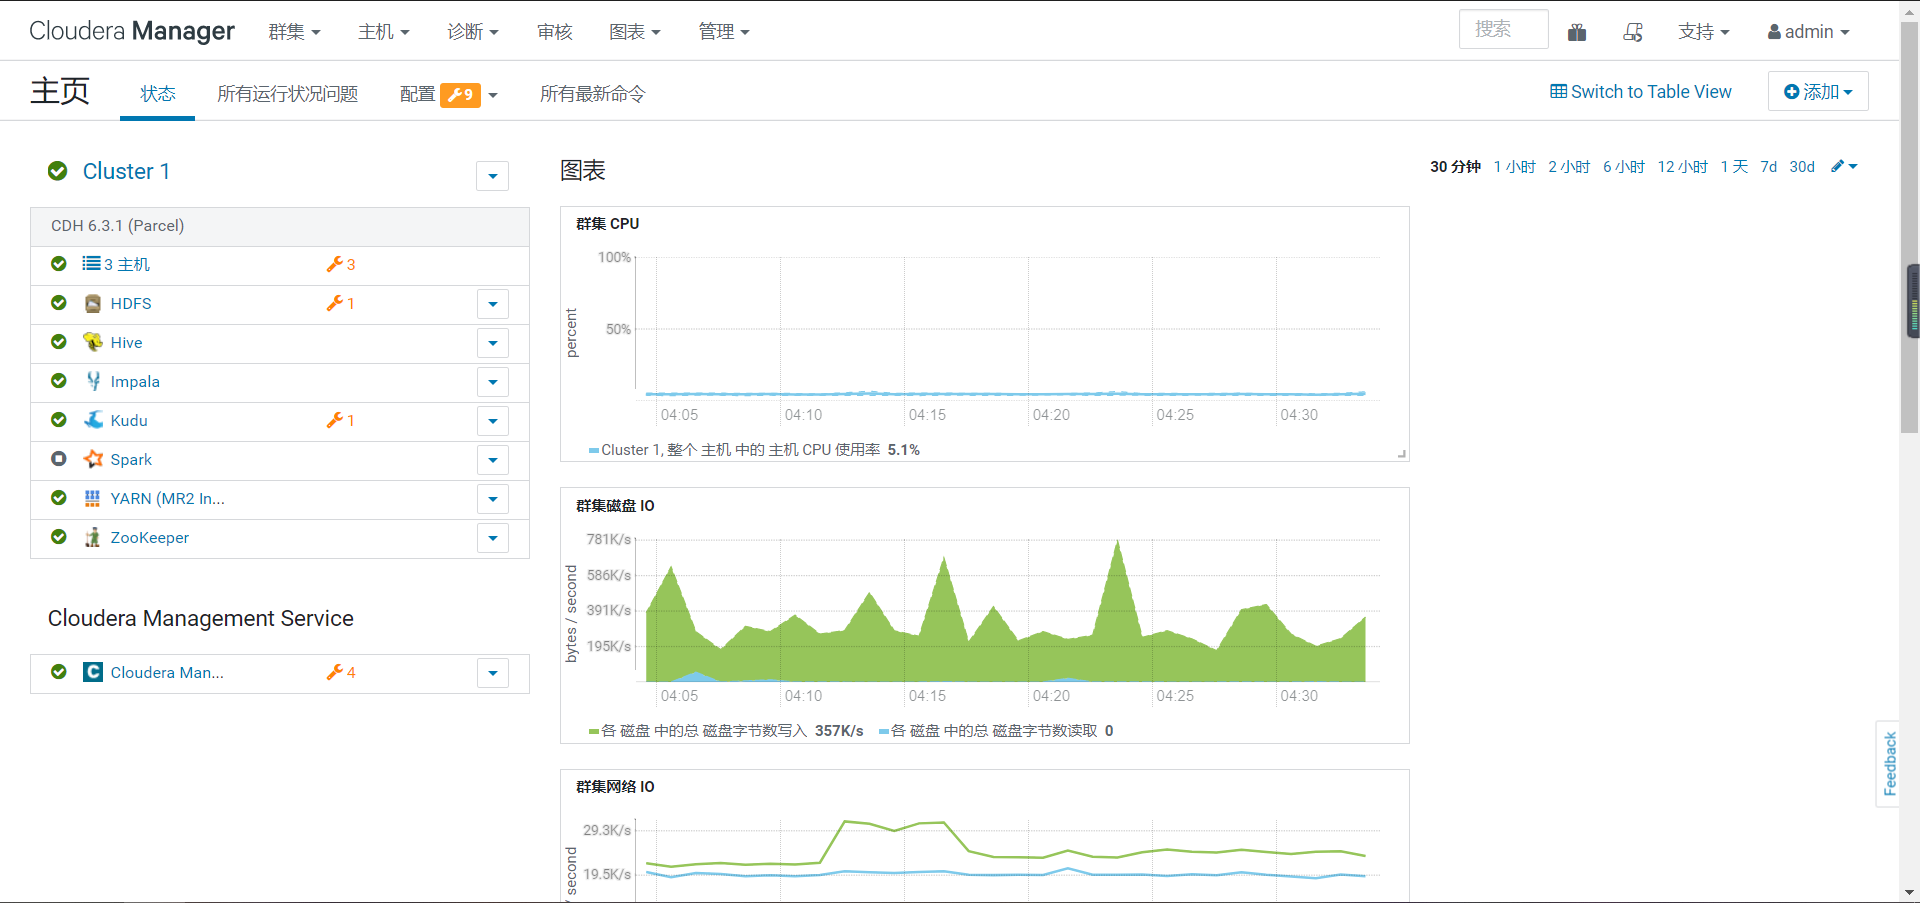 Cloudera Manager 群集 主机 诊断 审核 图表 管理 搜索 支持 admin
主页 状态 所有运行状况问题 配置 9 所有最新命令 Switch to Table View 添加
Cluster 1
CDH 6.3.1 (Parcel)
3 主机 3
HDFS 1
Hive
Impala
Kudu 1
Spark
YARN (MR2 In...
ZooKeeper
Cloudera Management Service
Cloudera Man... 4
图表
30 分钟 1 小时 2 小时 6 小时 12 小时 1 天 7d 30d
群集 CPU
percent
100%
50%
04:05 04:10 04:15 04:20 04:25 04:30
Cluster 1, 整个 主机 中的 主机 CPU 使用率 5.1%
群集磁盘 IO
bytes / second
781K/s
586K/s
391K/s
195K/s
04:05 04:10 04:15 04:20 04:25 04:30
各 磁盘 中的总 磁盘字节数写入 357K/s 各 磁盘 中的总 磁盘字节数读取 0
群集网络 IO
/ second
29.3K/s
19.5K/s
Feedback